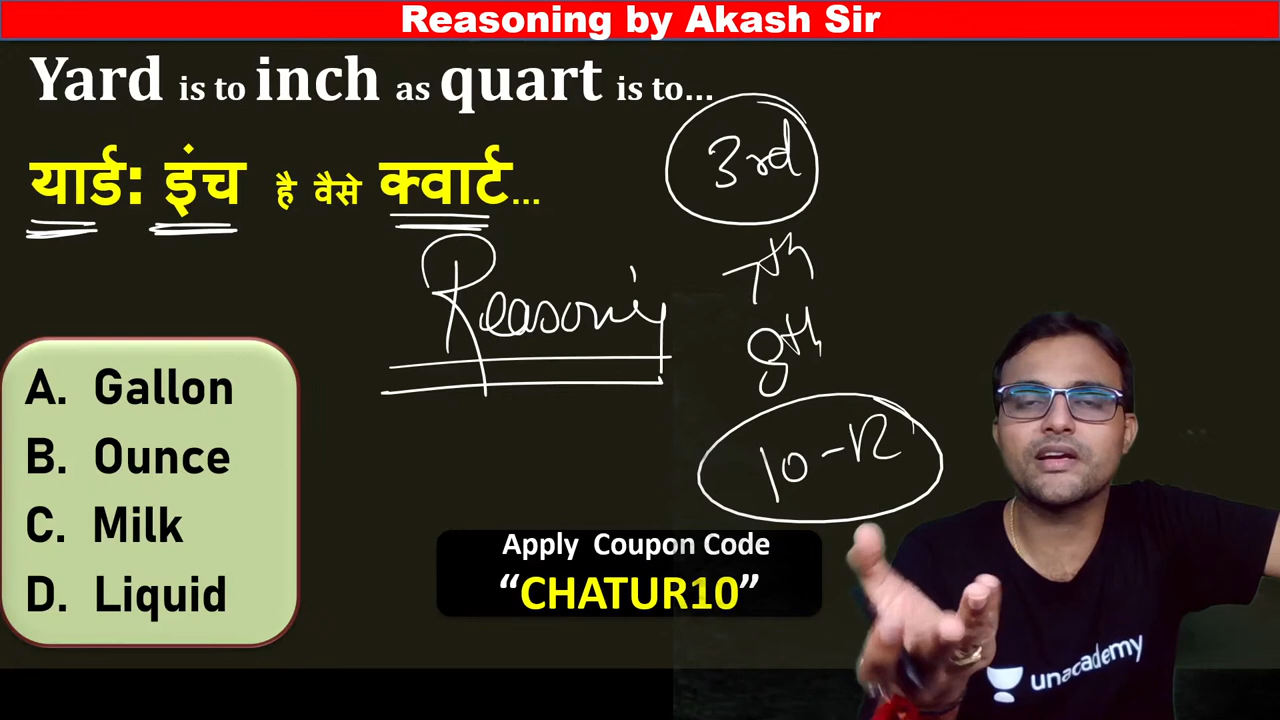 Reasoning by Akash Sir
Yard is to inch as quart is to...
यार्ड: इंच है वैसे क्वार्ट...
3rd
7th
8th
10-12
Reasoning
A. Gallon
B. Ounce
C. Milk
D. Liquid
Apply Coupon Code
“CHATUR10”
unacademy